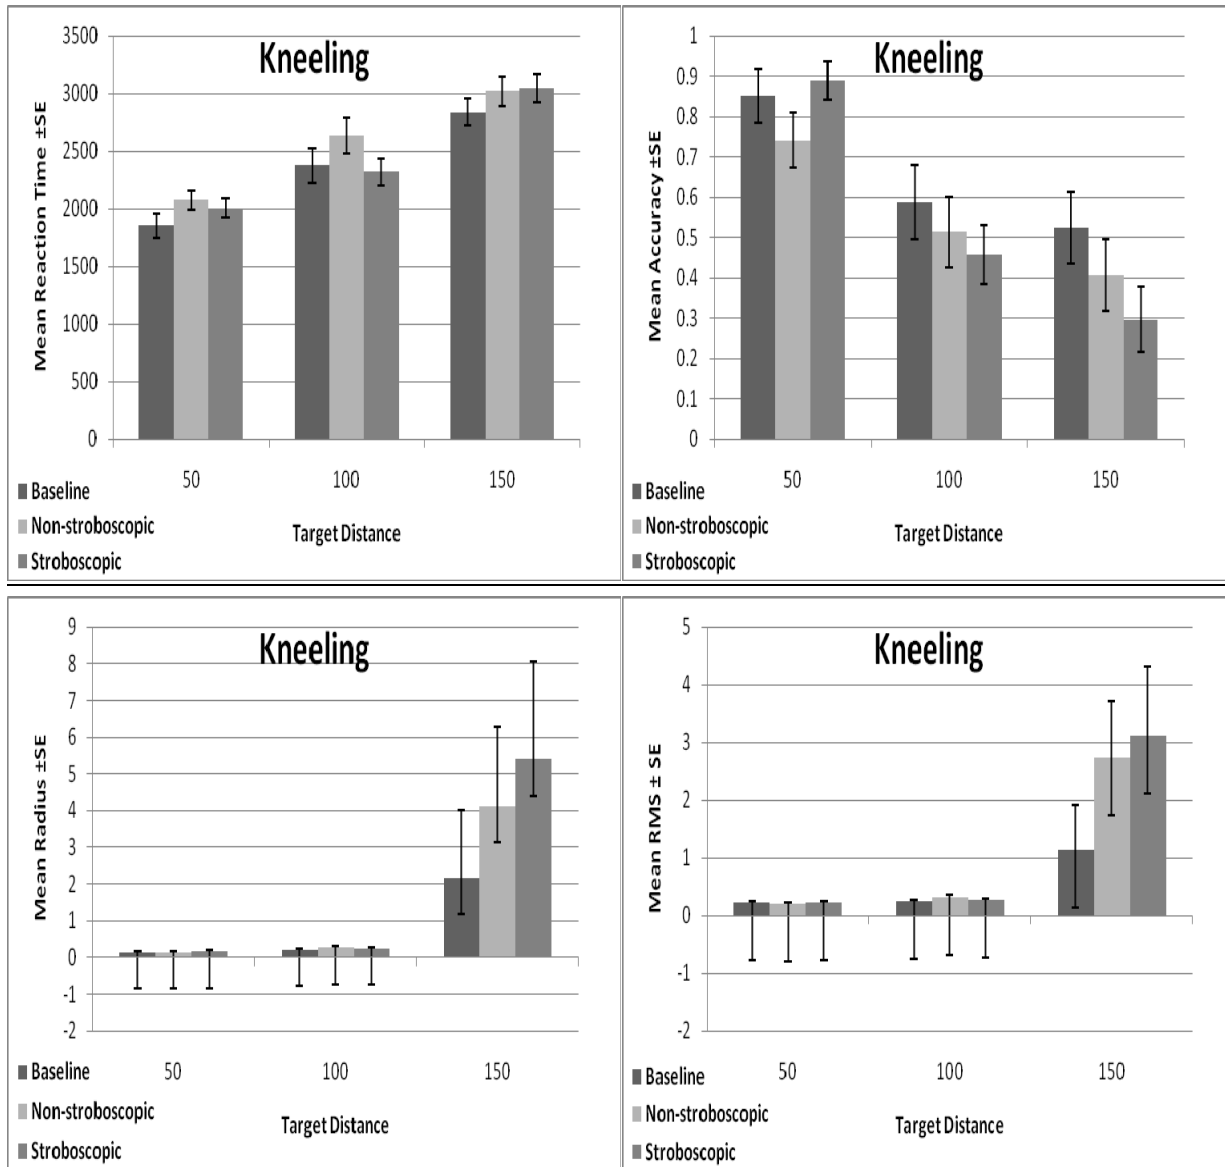 Kneeling
Mean Reaction Time ±SE
3500
3000
2500
2000
1500
1000
500
0
50 100 150
Target Distance
Baseline
Non-stroboscopic
Stroboscopic
Kneeling
Mean Accuracy ±SE
1
0.9
0.8
0.7
0.6
0.5
0.4
0.3
0.2
0.1
0
50 100 150
Target Distance
Baseline
Non-stroboscopic
Stroboscopic
Kneeling
Mean Radius ±SE
9
8
7
6
5
4
3
2
1
0
-1
-2
50 100 150
Target Distance
Baseline
Non-stroboscopic
Stroboscopic
Kneeling
Mean RMS ± SE
5
4
3
2
1
0
-1
-2
50 100 150
Target Distance
Baseline
Non-stroboscopic
Stroboscopic